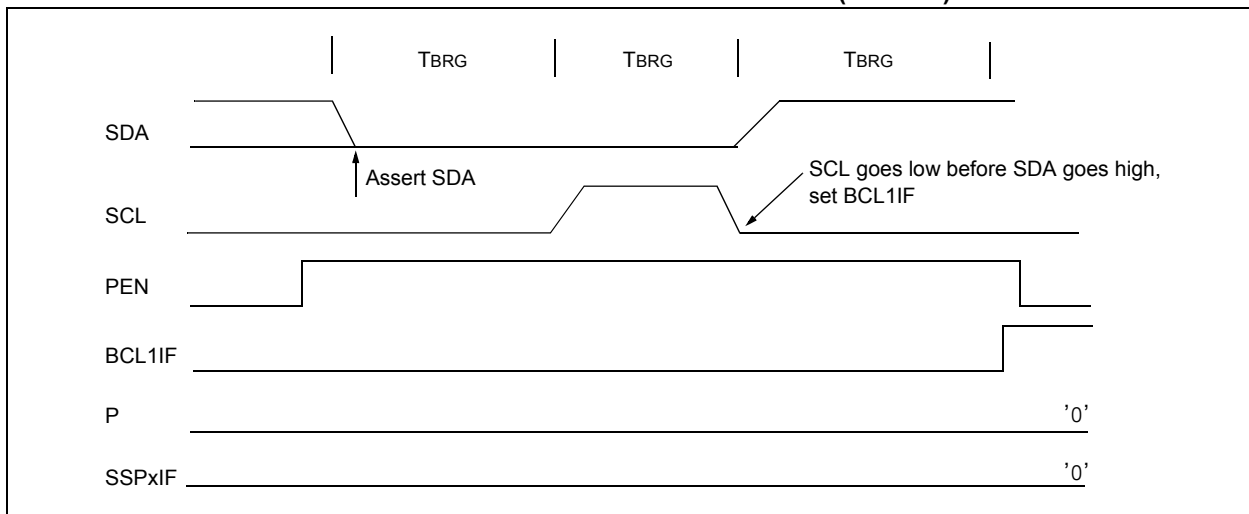 TBRG TBRG TBRG
SDA
Assert SDA
SCL goes low before SDA goes high,
set BCL1IF
SCL
PEN
BCL1IF
P '0'
SSPxIF '0'